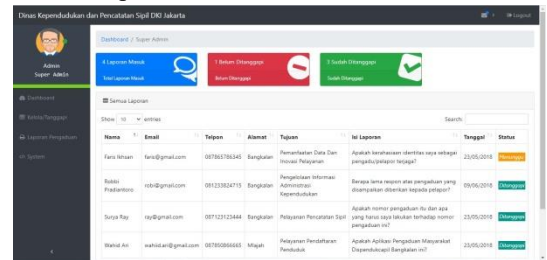 Dinas Kependudukan dan Pencatatan Sipil DKI Jakarta
Logout
Admin
Super Admin
Dashboard
Kelola/Tanggapi
Laporan Pengaduan
System
Dashboard / Super Admin
4 Laporan Masuk
Total Laporan Masuk
1 Belum Ditanggapi
Belum Ditanggapi
3 Sudah Ditanggapi
Sudah Ditanggapi
Semua Laporan
Show 10 entries
Search:
Nama Email Telpon Alamat Tujuan Isi Laporan Tanggal Status
Faris Ikhsan faris@gmail.com 087865786345 Bangkalan Pemanfaatan Data Dan Inovasi Pelayanan Apakah kerahasiaan identitas saya sebagai pengadu/pelapor terjaga? 23/05/2018 Menunggu
Robbi Pradiantoro robi@gmail.com 081233824715 Bangkalan Pengelolaan Informasi Administrasi Kependudukan Berapa lama respon atas pengaduan yang disampaikan diberikan kepada pelapor? 09/06/2018 Ditanggapi
Surya Ray ray@gmail.com 087123123444 Bangkalan Pelayanan Pencatatan Sipil Apakah nomor pengaduan itu dan apa yang harus saya lakukan terhadap nomor pengaduan ini? 23/05/2018 Ditanggapi
Wahid Ari wahid.ari@gmail.com 087850866665 Mlajah Pelayanan Pendaftaran Penduduk Apakah Aplikasi Pengaduan Masyarakat Dispendukcapil Bangkalan ini? 23/05/2018 Ditanggapi